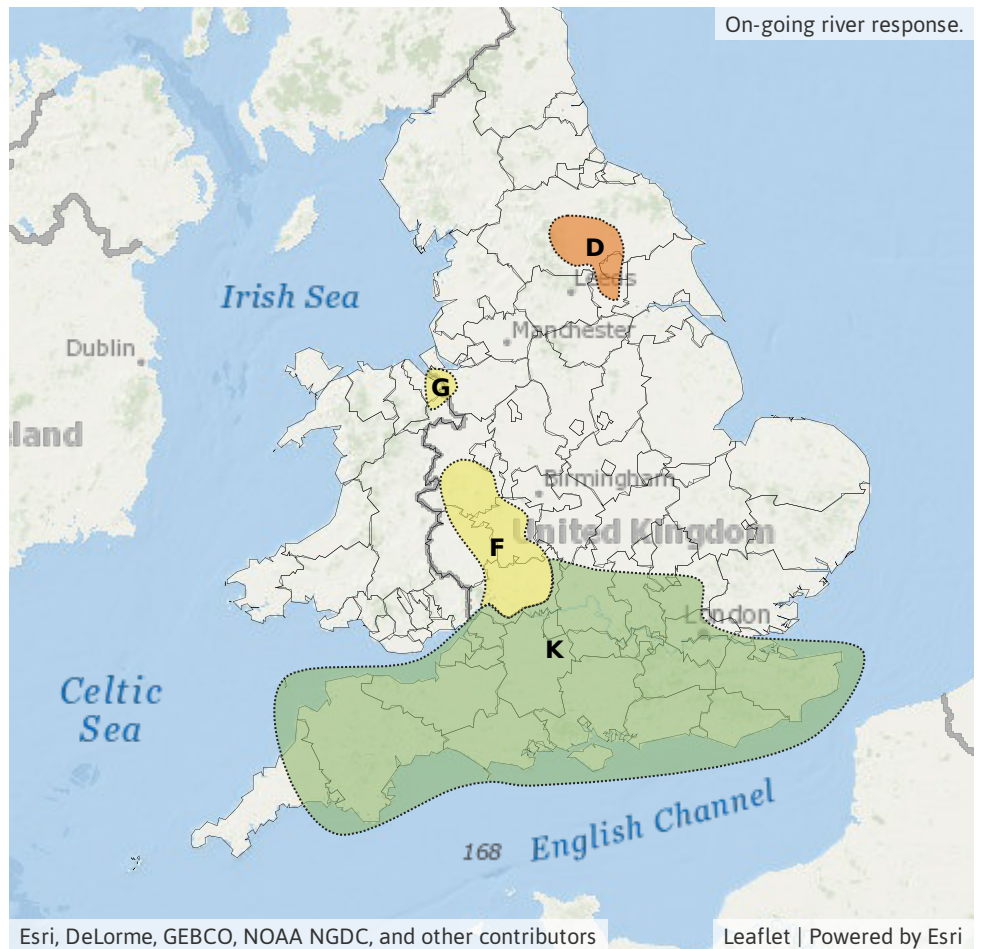 On-going river response.
D
Leeds
Irish Sea
Manchester
Dublin
G
land
Birmingham
United Kingdom
F
London
K
Celtic
Sea
English Channel
168
Esri, DeLorme, GEBCO, NOAA NGDC, and other contributors
Leaflet | Powered by Esri